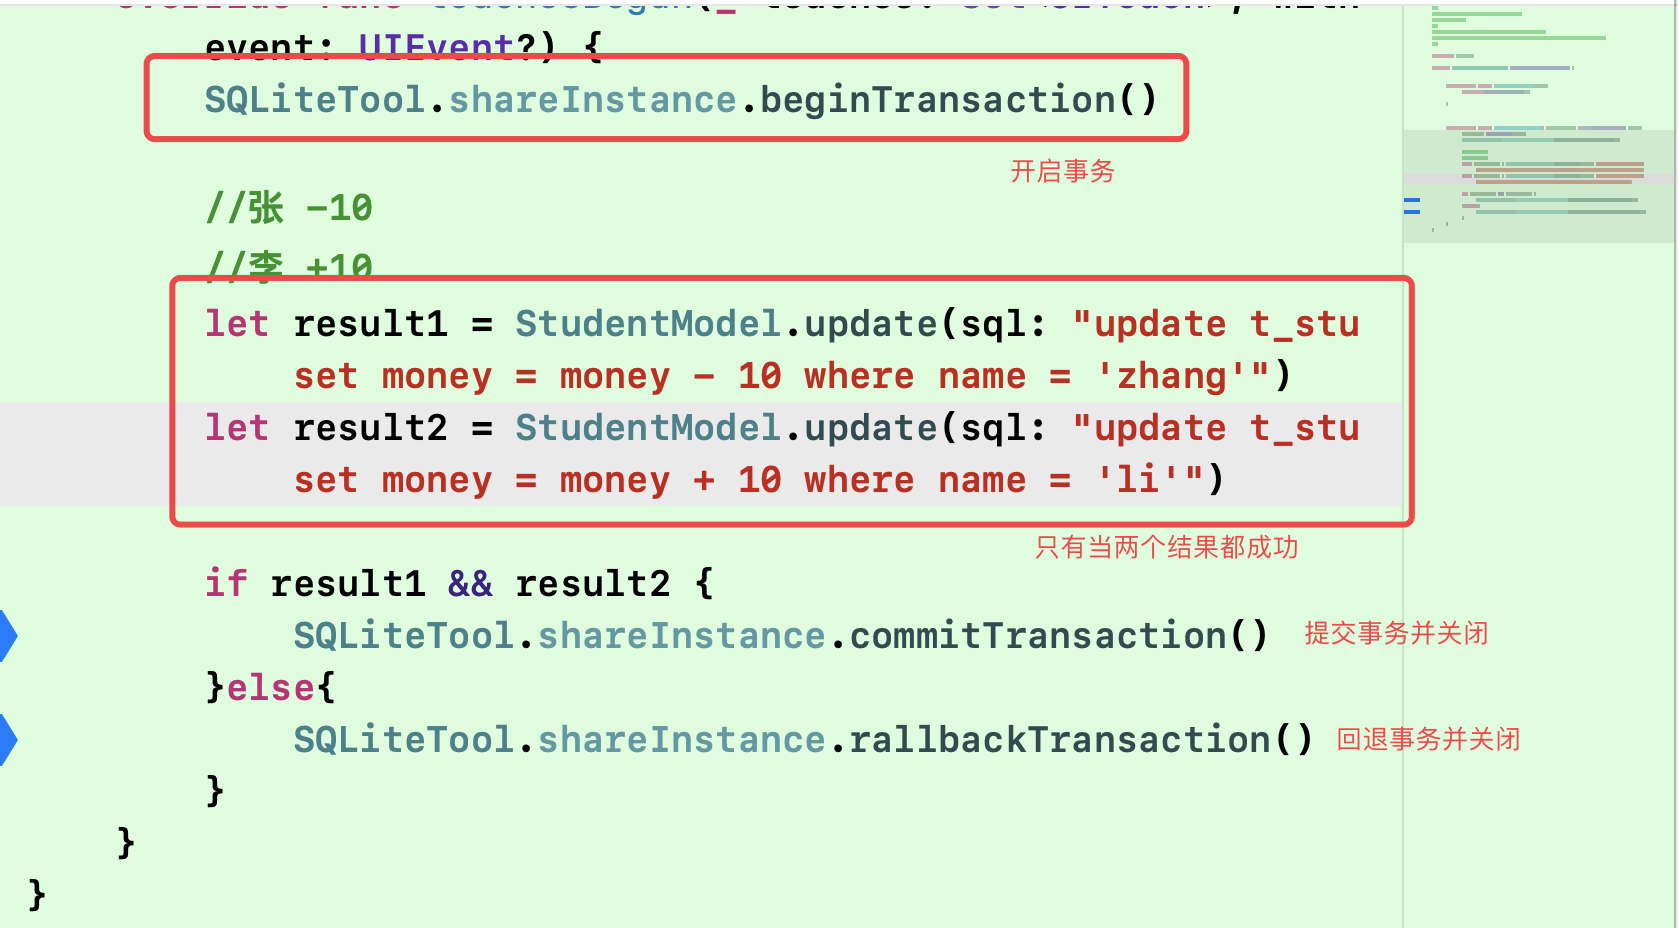 event: UIEvent?) {
SQLiteTool.shareInstance.beginTransaction()
开启事务
//张 -10
//李 +10
let result1 = StudentModel.update(sql: "update t_stu
set money = money - 10 where name = 'zhang'")
let result2 = StudentModel.update(sql: "update t_stu
set money = money + 10 where name = 'li'")
只有当两个结果都成功
if result1 && result2 {
SQLiteTool.shareInstance.commitTransaction() 提交事务并关闭
}else{
SQLiteTool.shareInstance.rallbackTransaction() 回退事务并关闭
}
}
}